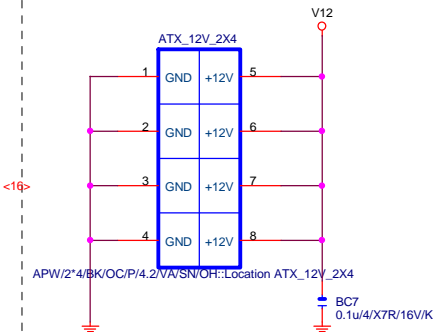 V12
ATX_12V_2X4
1 GND +12V 5
2 GND +12V 6
3 GND +12V 7
<16>
4 GND +12V 8
APW/2*4/BK/OC/P/4.2/VA/SN/OH::Location ATX_12V_2X4
BC7
0.1u/4/X7R/16V/K